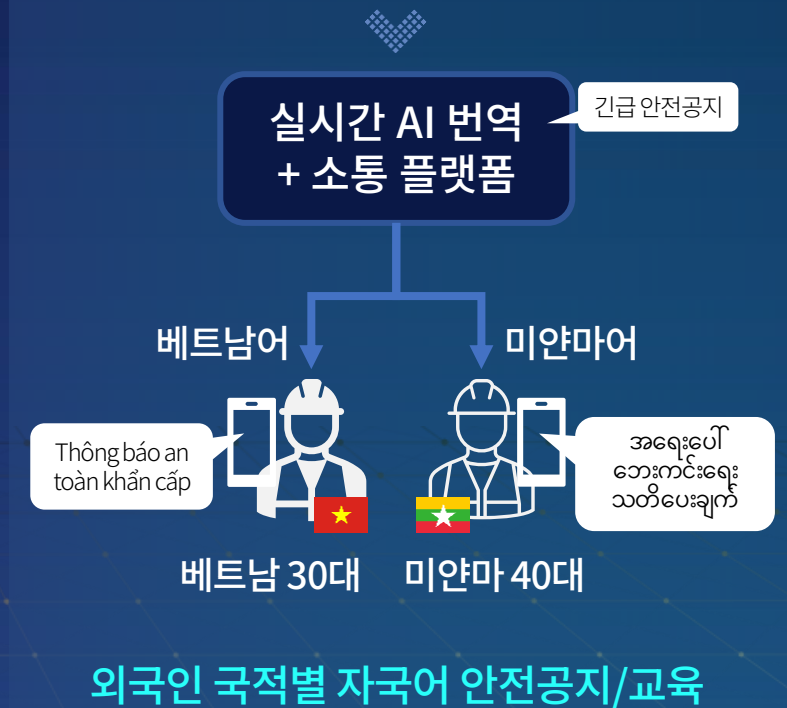 실시간 AI 번역
+ 소통 플랫폼
긴급 안전공지
베트남어
미얀마어
Thông báo an
toàn khẩn cấp
အရေးပေါ်
ဘေးကင်းရေး
သတိပေးချက်
베트남 30대
미얀마 40대
외국인 국적별 자국어 안전공지/교육